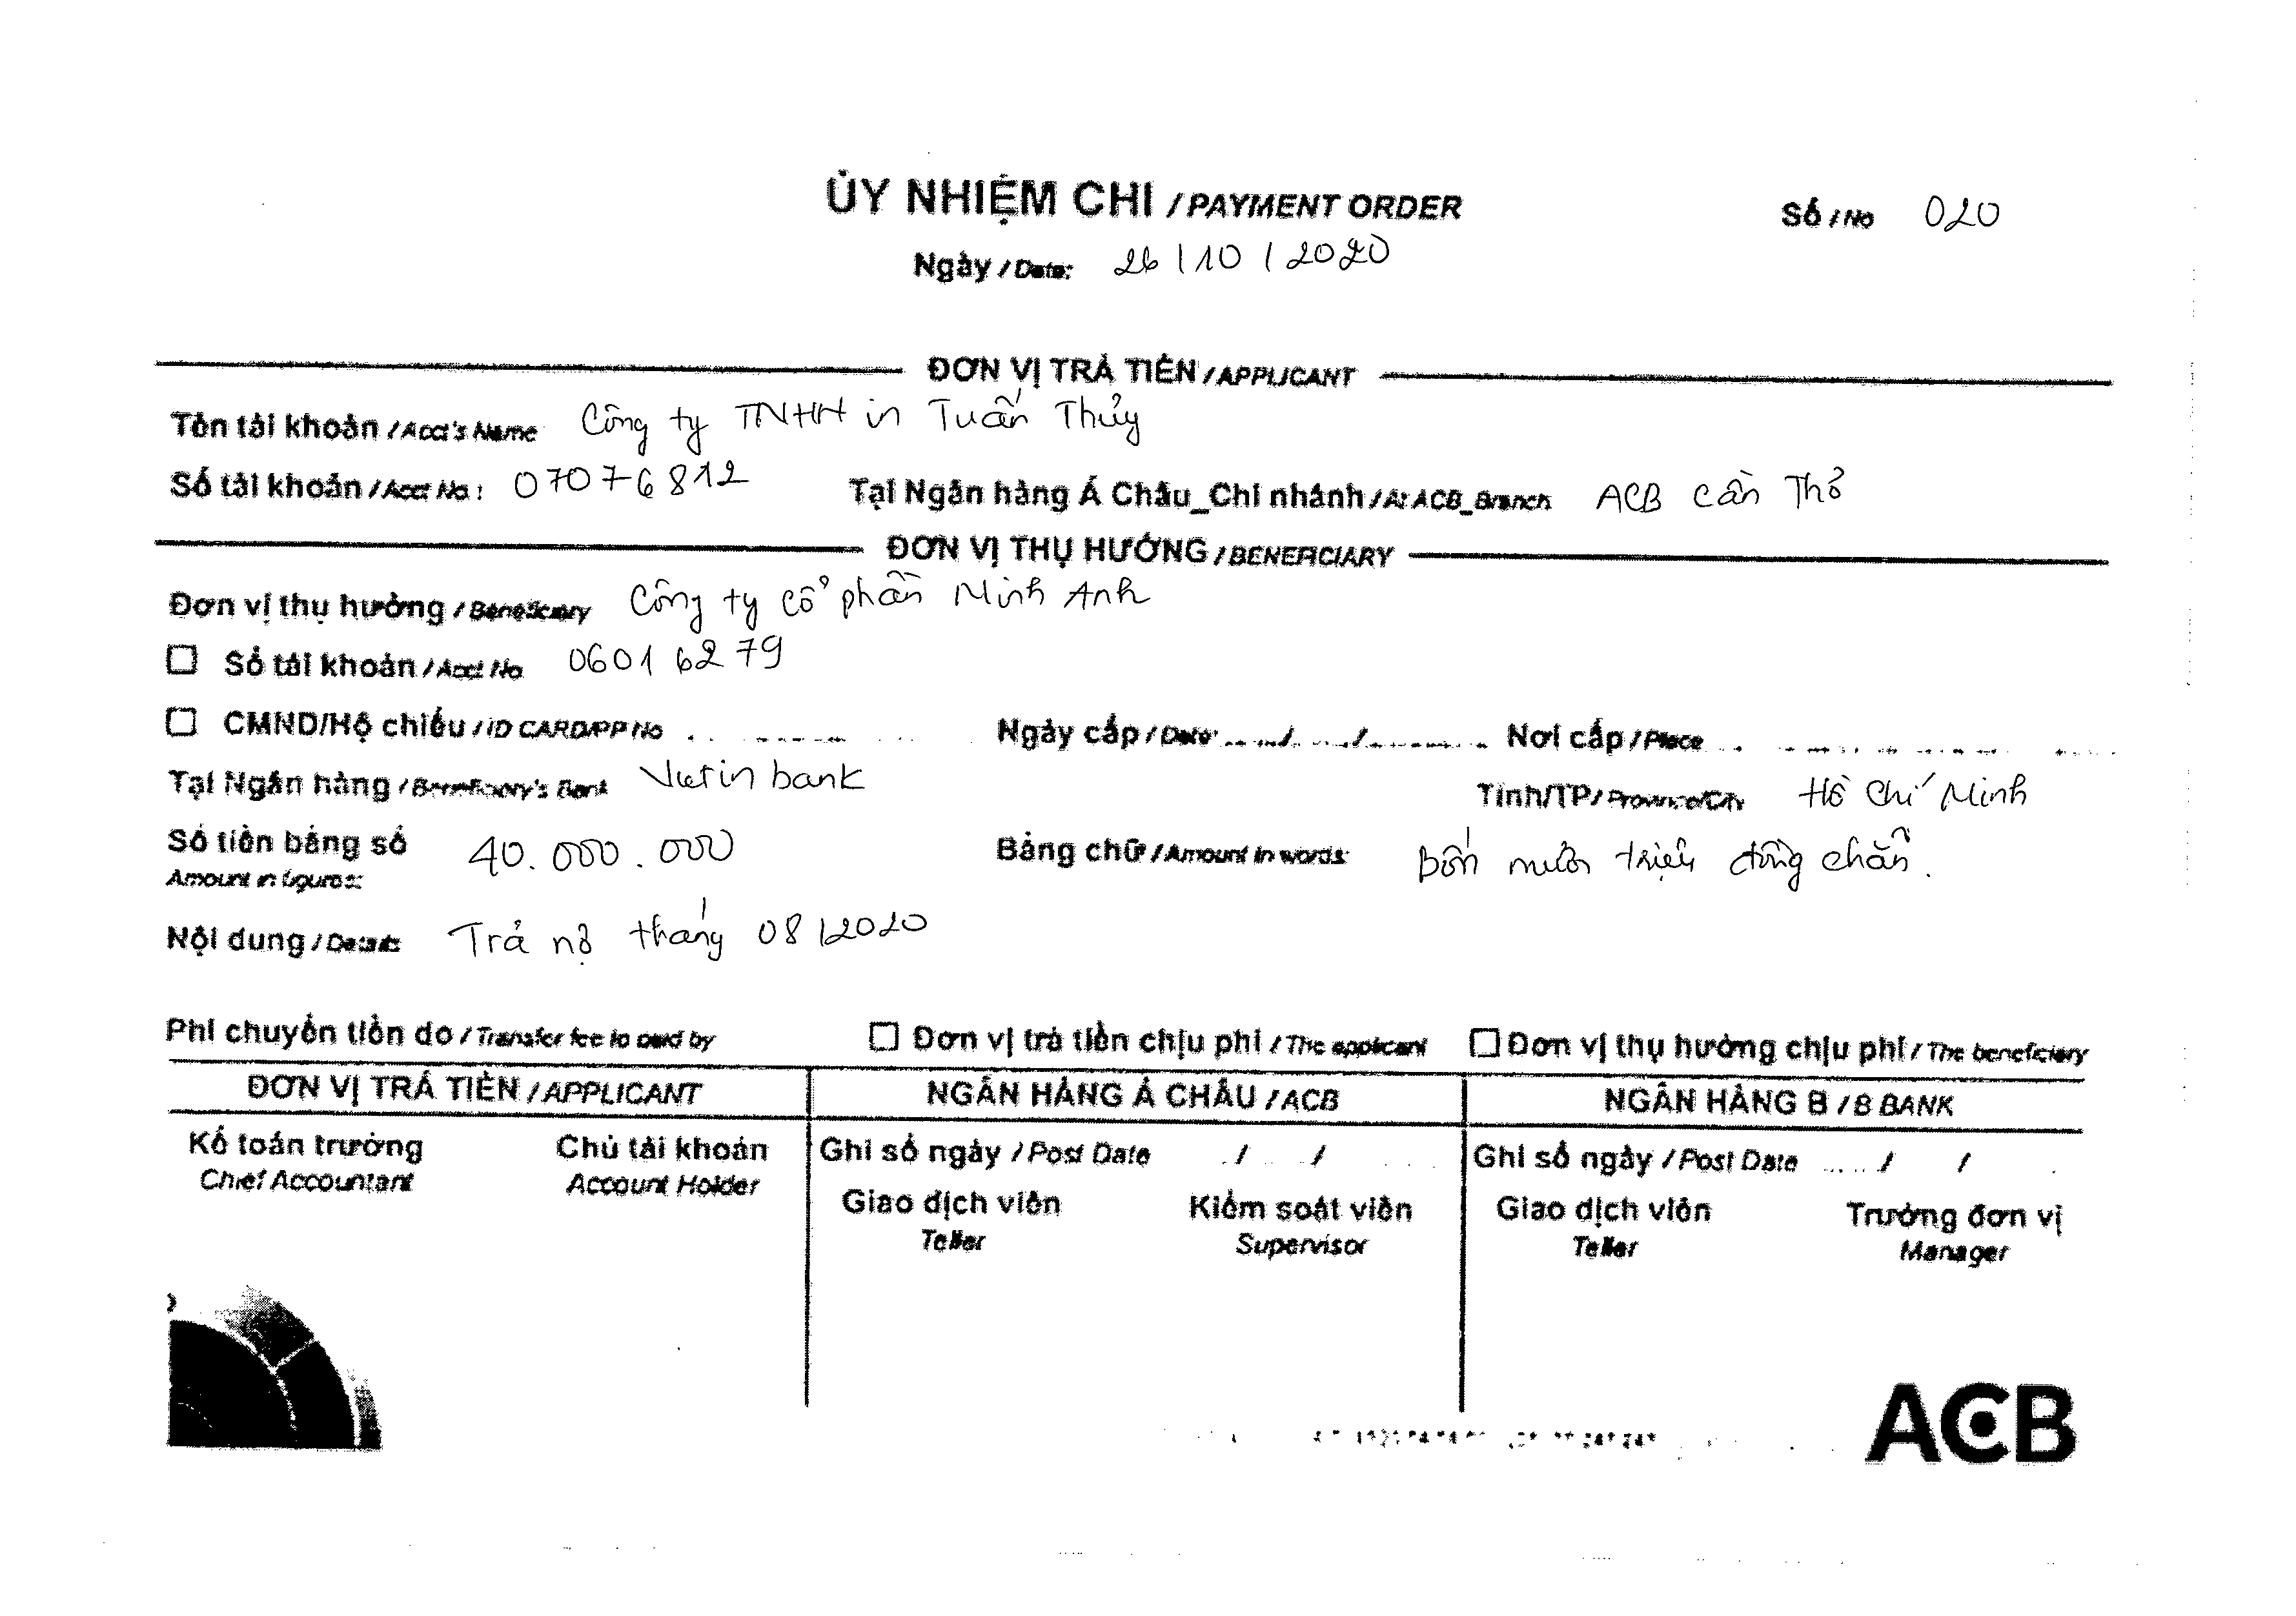 ỦY NHIỆM CHI / PAYMENT ORDER
Số / No 020
Ngày / Date: 26/10/2020
ĐƠN VỊ TRẢ TIỀN / APPLICANT
Tên tài khoản / Acct's Name Công ty TNHH in Tuấn Thủy
Số tài khoản / Acct No: 07076812 Tại Ngân hàng Á Châu_Chi nhánh / At ACB_Branch ACB Cần Thơ
ĐƠN VỊ THỤ HƯỞNG / BENEFICIARY
Đơn vị thụ hưởng / Beneficiary Công ty cổ phần Minh Anh
☐ Số tài khoản / Acct No 06016279
☐ CMND/Hộ chiếu / ID CARD/PP No Ngày cấp / Date: / / Nơi cấp / Place
Tại Ngân hàng / Beneficiary's Bank Vietin bank Tỉnh/TP / Province/City Hồ Chí Minh
Số tiền bằng số 40.000.000 Bằng chữ / Amount in words: Bốn mươi triệu đồng chẵn.
Amount in figures:
Nội dung / Details Trả nợ tháng 08/2020
Phí chuyển tiền do / Transfer fee to paid by ☐ Đơn vị trả tiền chịu phí / The applicant ☐ Đơn vị thụ hưởng chịu phí / The beneficiary
ĐƠN VỊ TRẢ TIỀN / APPLICANT NGÂN HÀNG Á CHÂU / ACB NGÂN HÀNG B / B BANK
Kế toán trưởng Chủ tài khoản Ghi sổ ngày / Post Date / / Ghi sổ ngày / Post Date / /
Chief Accountant Account Holder
Giao dịch viên Kiểm soát viên Giao dịch viên Trưởng đơn vị
Teller Supervisor Teller Manager
ACB